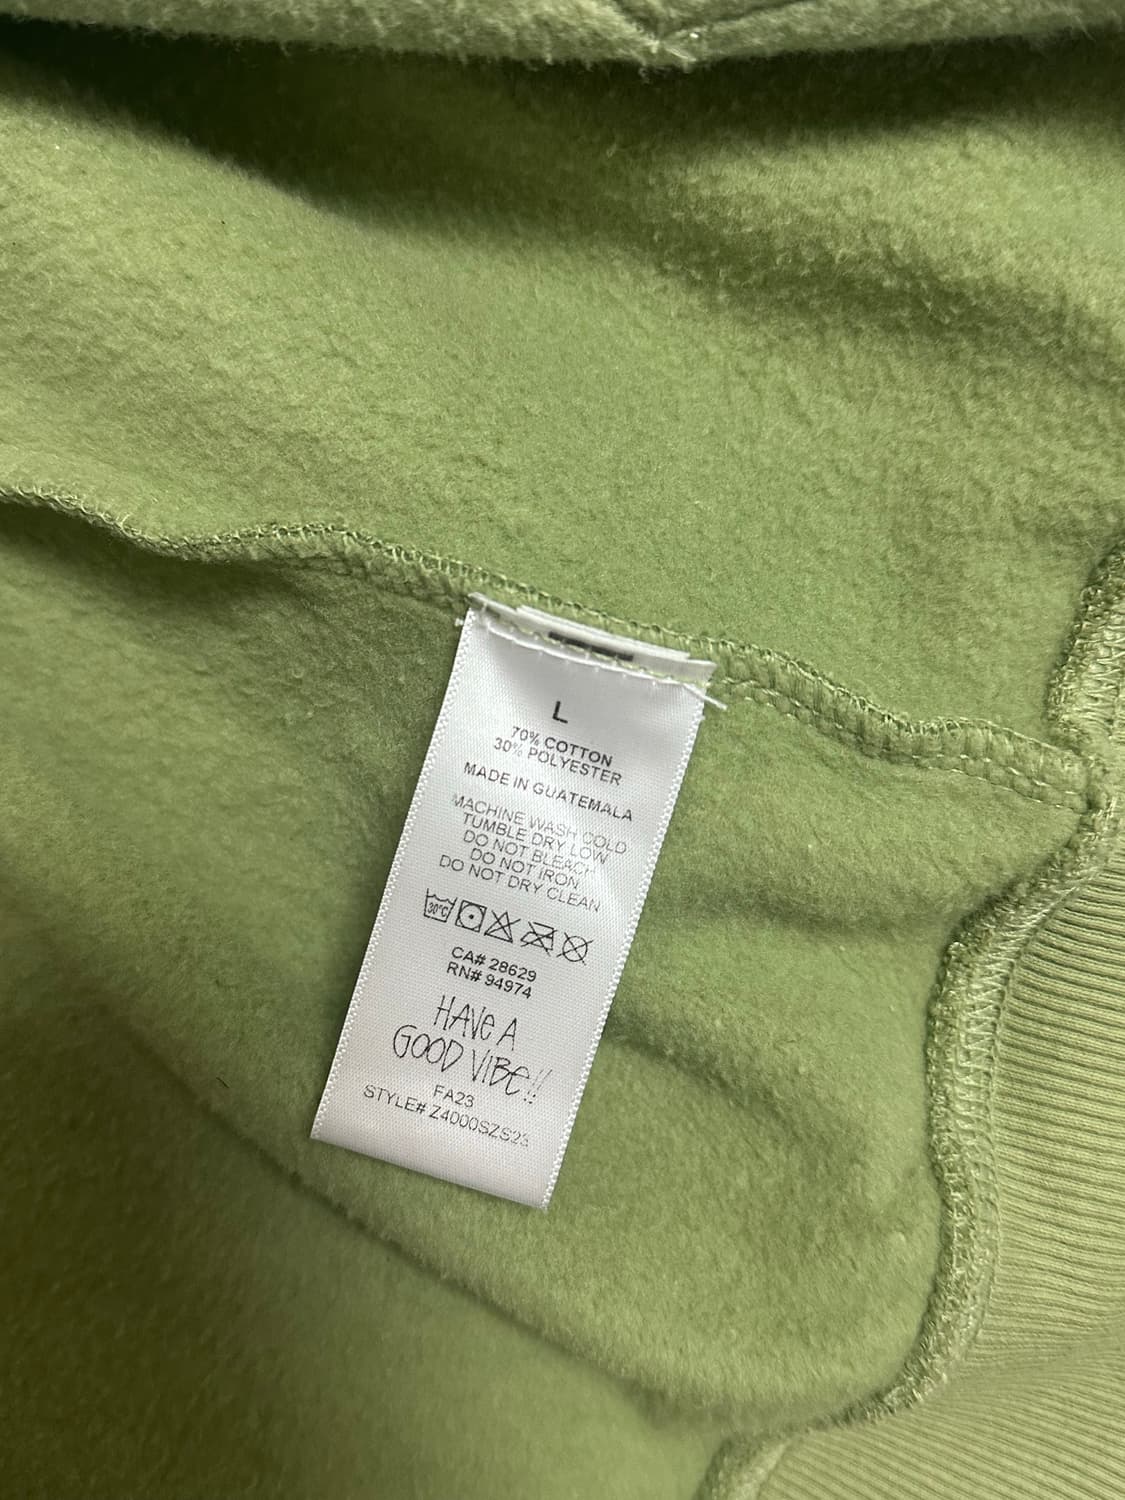 L
70% COTTON
30% POLYESTER
MADE IN GUATEMALA
MACHINE WASH COLD
TUMBLE DRY LOW
DO NOT BLEACH
DO NOT IRON
DO NOT DRY CLEAN
30°C
CA# 28629
RN# 94974
HAVE A
GOOD VIBE!!
FA23
STYLE# Z4000SZS23